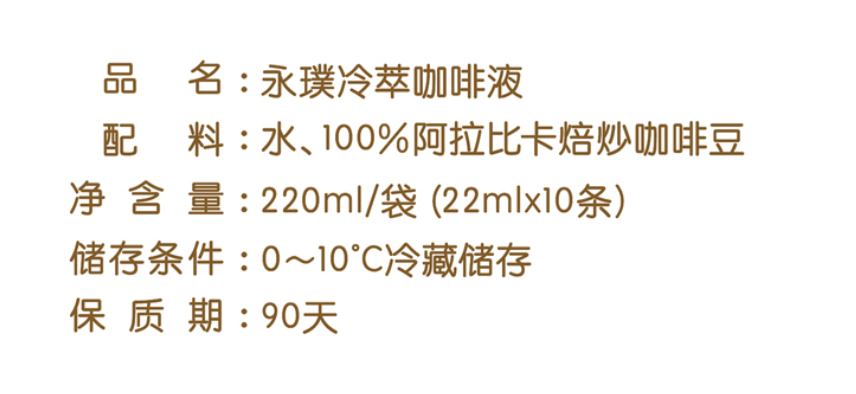 品名：永璞冷萃咖啡液
配料：水、100%阿拉比卡焙炒咖啡豆
净含量：220ml/袋 (22mlx10条)
储存条件：0～10℃冷藏储存
保质期：90天